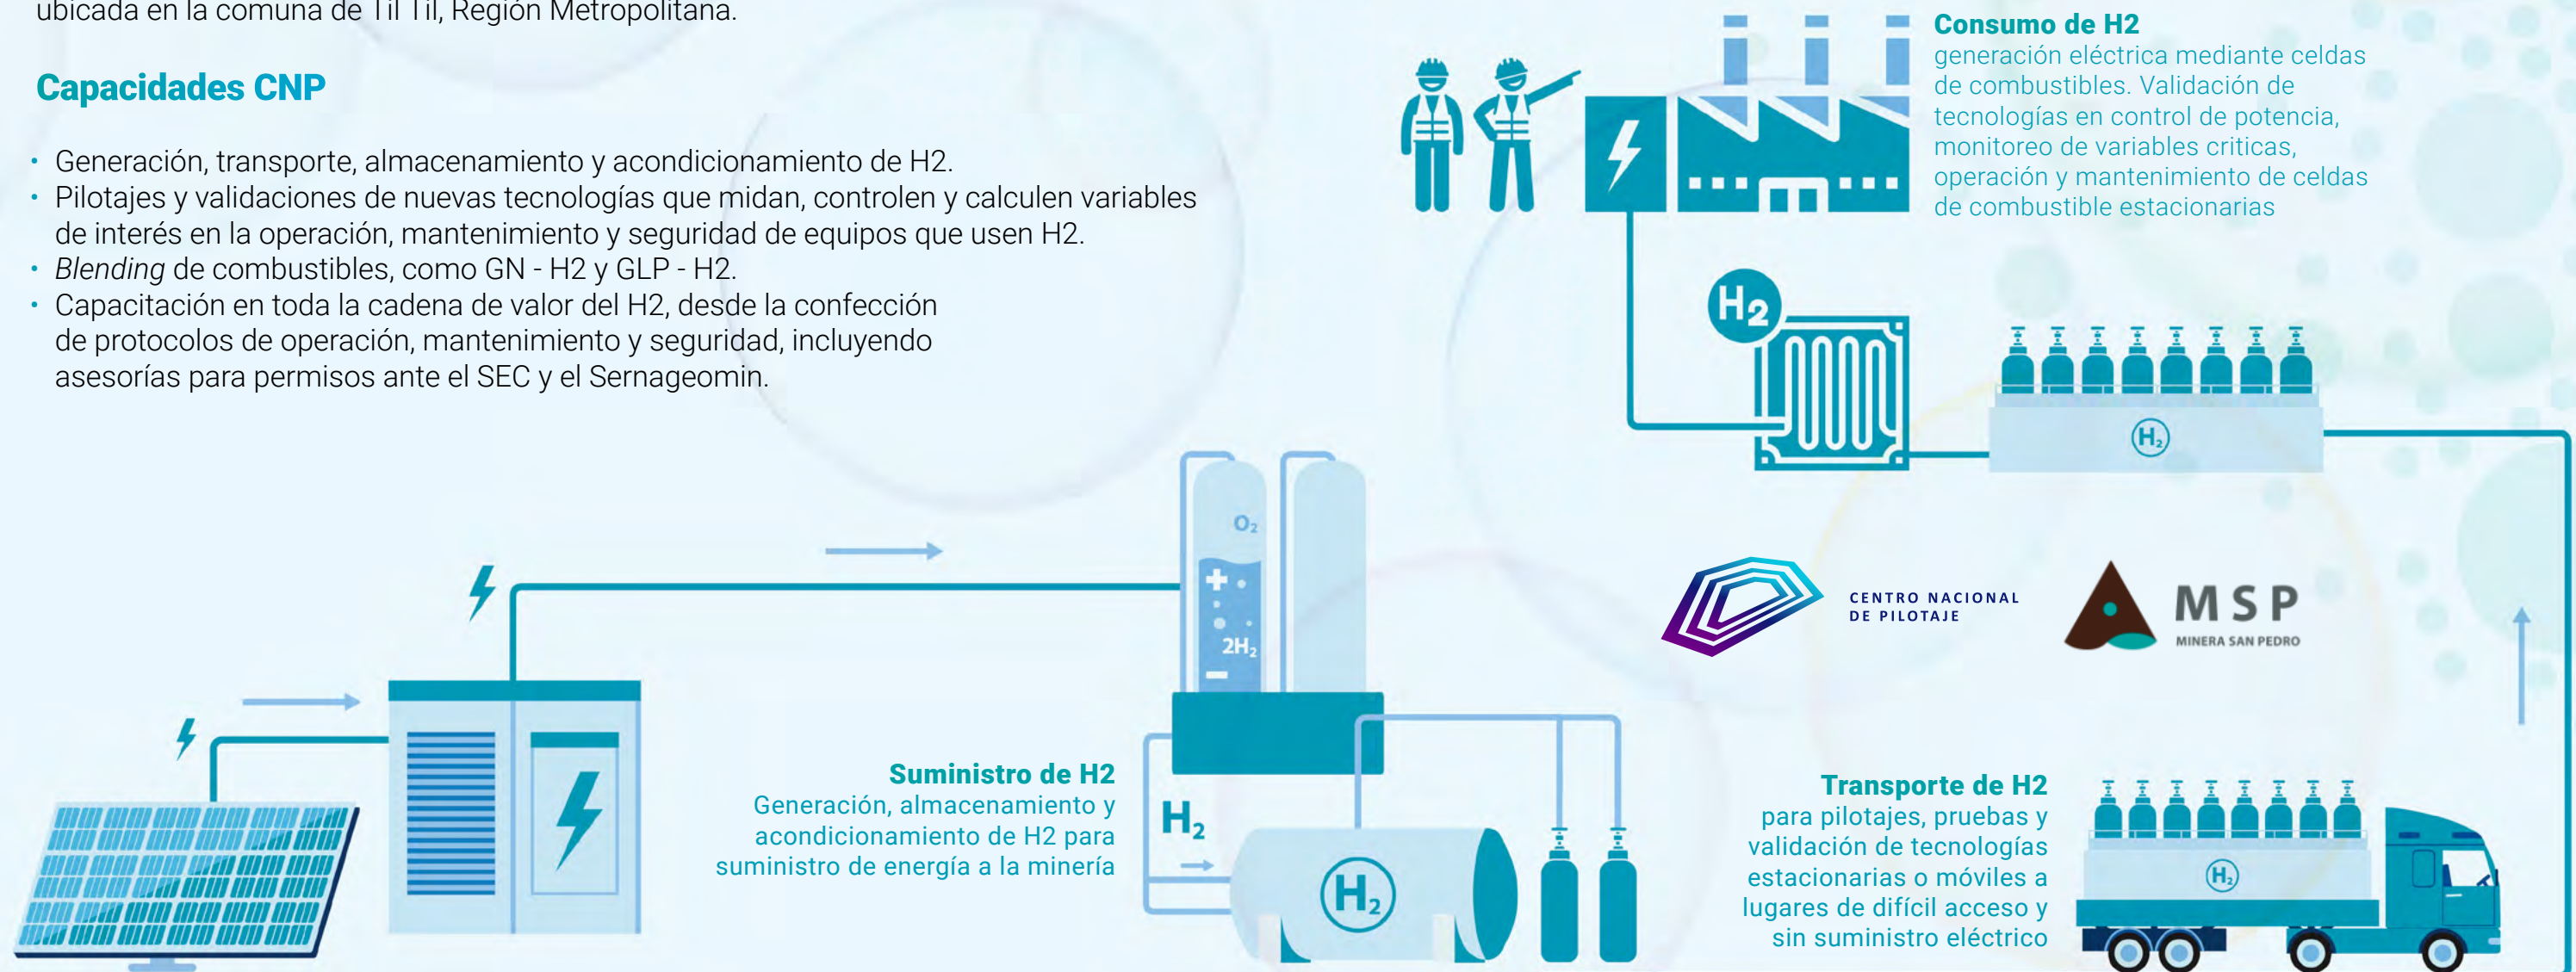 ubicada en la comuna de Til Til, Región Metropolitana.
Capacidades CNP
• Generación, transporte, almacenamiento y acondicionamiento de H2.
• Pilotajes y validaciones de nuevas tecnologías que midan, controlen y calculen variables
de interés en la operación, mantenimiento y seguridad de equipos que usen H2.
• Blending de combustibles, como GN - H2 y GLP - H2.
• Capacitación en toda la cadena de valor del H2, desde la confección
de protocolos de operación, mantenimiento y seguridad, incluyendo
asesorías para permisos ante el SEC y el Sernageomin.
Consumo de H2
generación eléctrica mediante celdas
de combustibles. Validación de
tecnologías en control de potencia,
monitoreo de variables criticas,
operación y mantenimiento de celdas
de combustible estacionarias
H2
H₂
O₂
2H₂
CENTRO NACIONAL
DE PILOTAJE
MSP
MINERA SAN PEDRO
Suministro de H2
Generación, almacenamiento y
acondicionamiento de H2 para
suministro de energía a la minería
H₂
H₂
Transporte de H2
para pilotajes, pruebas y
validación de tecnologías
estacionarias o móviles a
lugares de difícil acceso y
sin suministro eléctrico
H₂